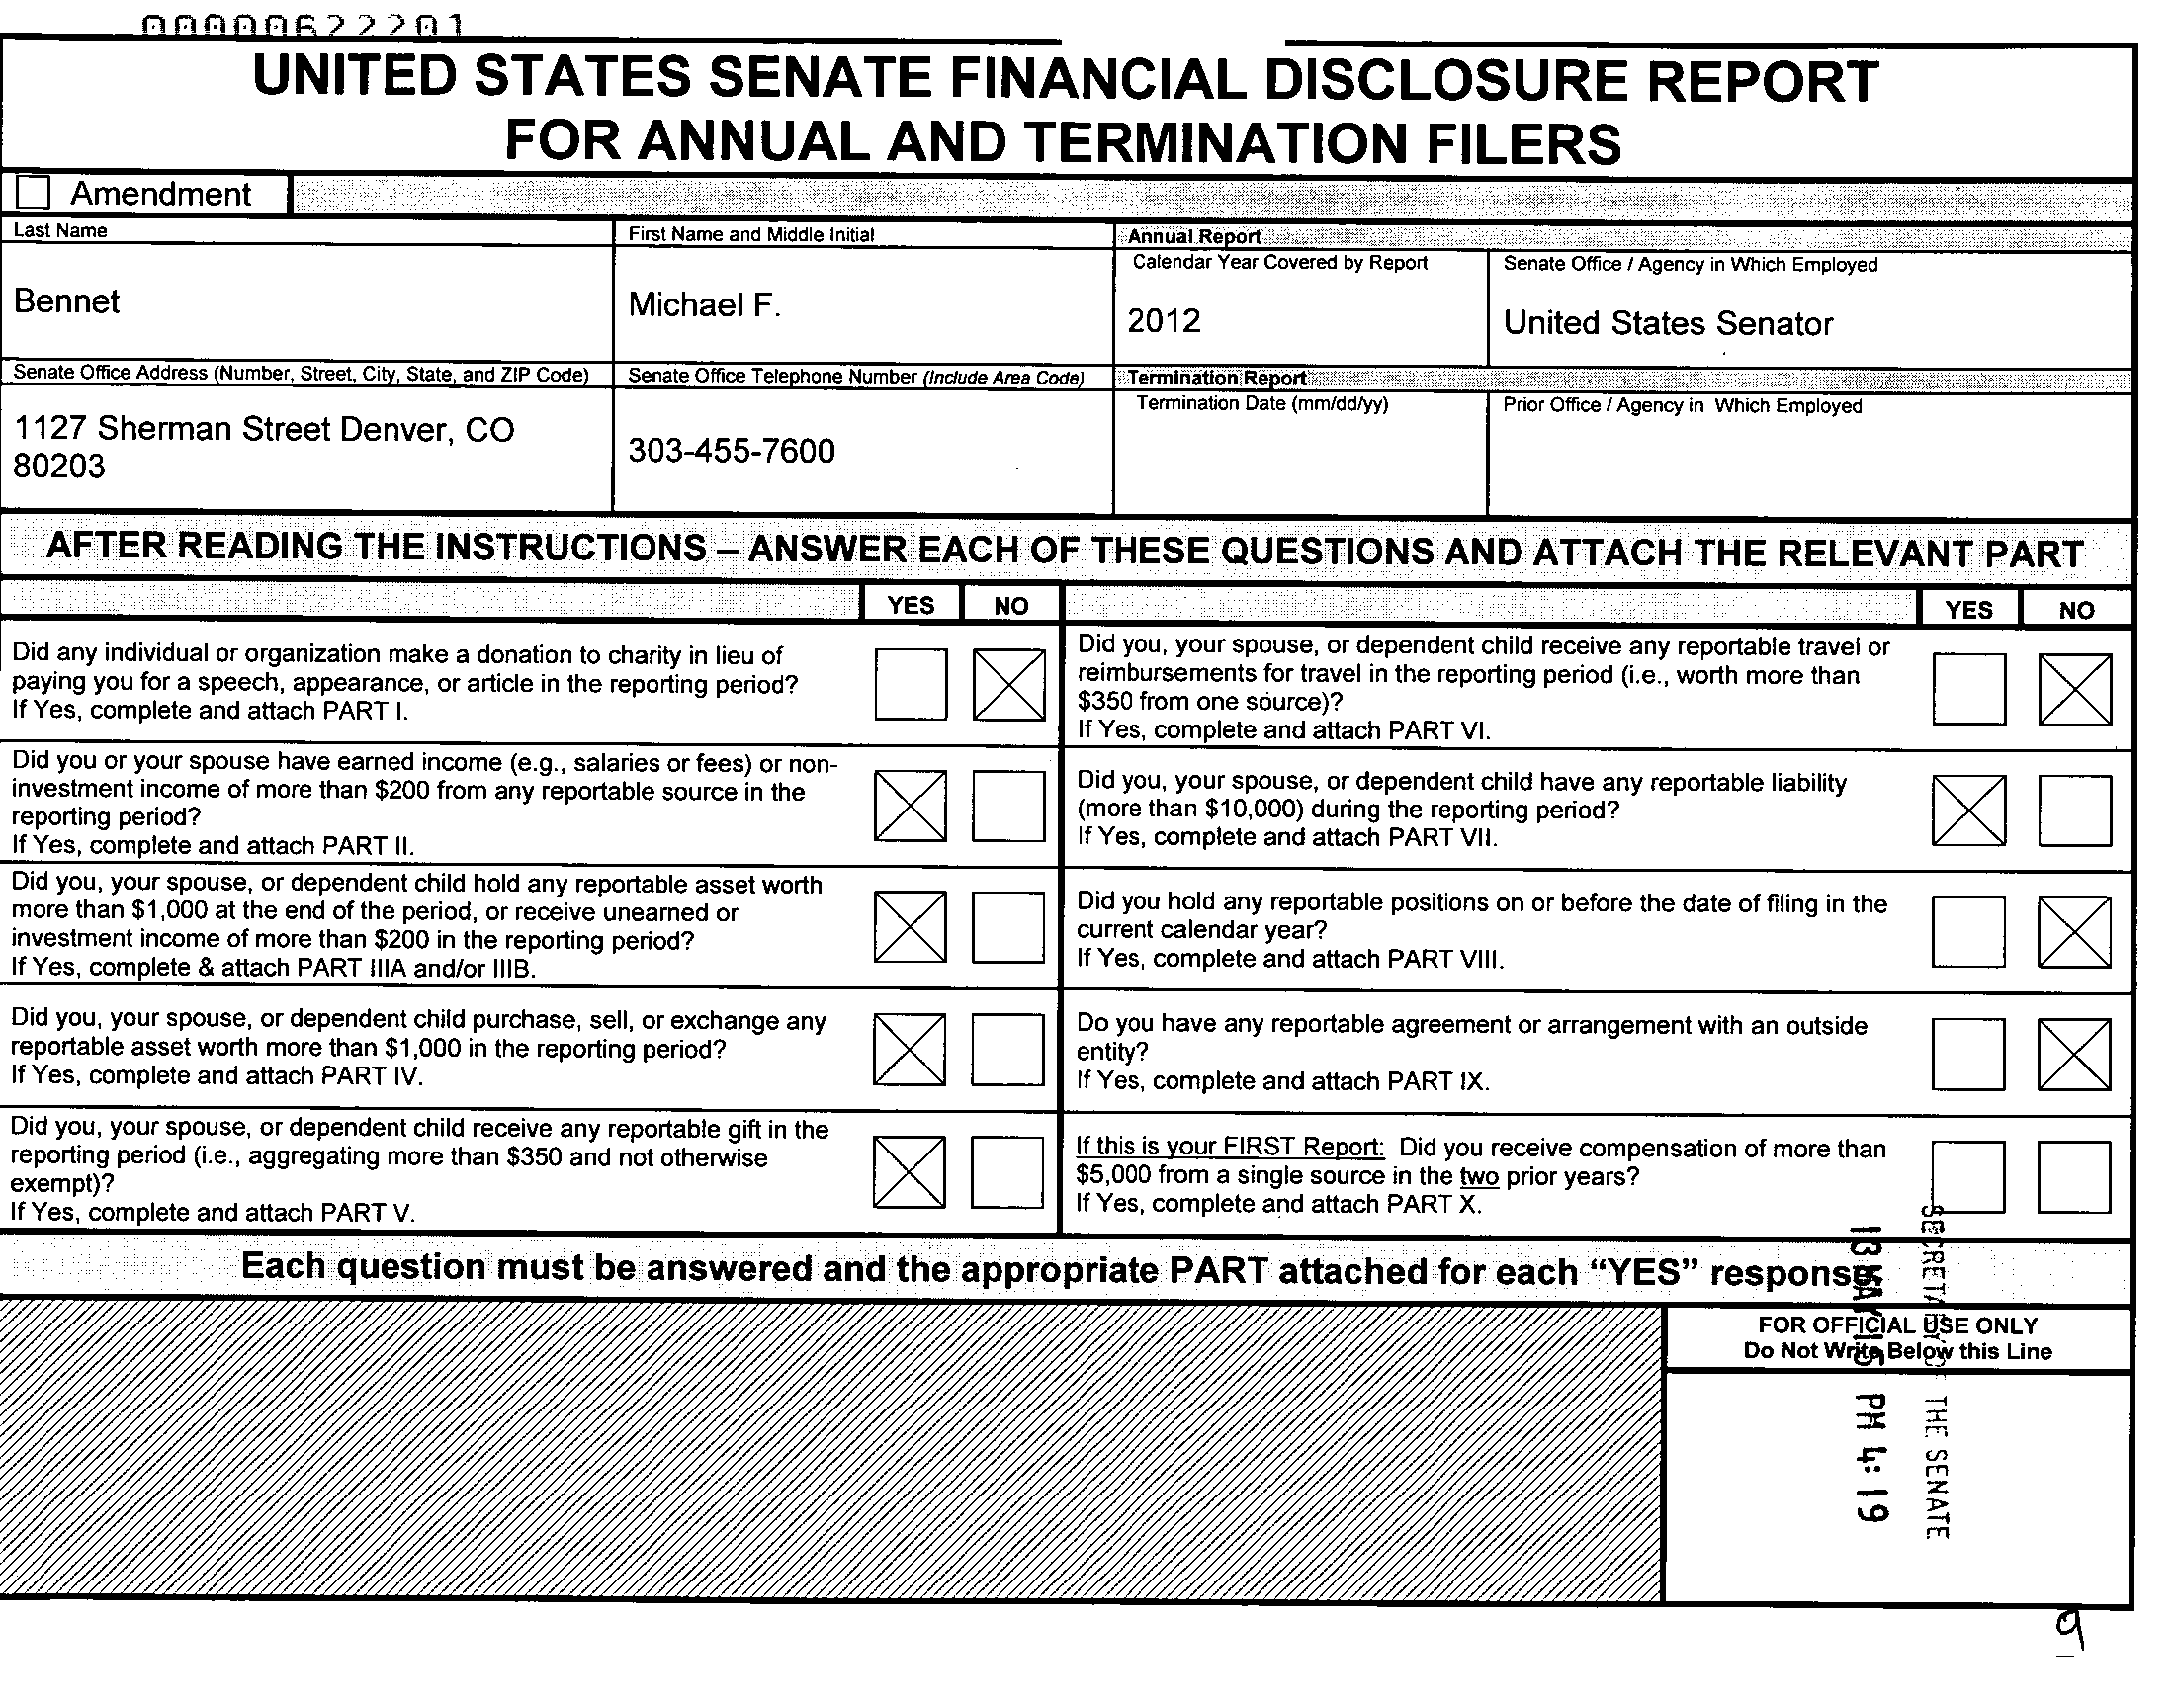 00000622201
UNITED STATES SENATE FINANCIAL DISCLOSURE REPORT
FOR ANNUAL AND TERMINATION FILERS
Amendment
Last Name
First Name and Middle Initial
Annual Report
Calendar Year Covered by Report
Senate Office / Agency in Which Employed
Bennet
Michael F.
2012
United States Senator
Senate Office Address (Number, Street, City, State, and ZIP Code)
Senate Office Telephone Number (Include Area Code)
Termination Report
Termination Date (mm/dd/yy)
Prior Office / Agency in Which Employed
1127 Sherman Street Denver, CO
80203
303-455-7600
AFTER READING THE INSTRUCTIONS – ANSWER EACH OF THESE QUESTIONS AND ATTACH THE RELEVANT PART
YES NO
YES NO
Did any individual or organization make a donation to charity in lieu of
paying you for a speech, appearance, or article in the reporting period?
If Yes, complete and attach PART I.
Did you, your spouse, or dependent child receive any reportable travel or
reimbursements for travel in the reporting period (i.e., worth more than
$350 from one source)?
If Yes, complete and attach PART VI.
Did you or your spouse have earned income (e.g., salaries or fees) or non-
investment income of more than $200 from any reportable source in the
reporting period?
If Yes, complete and attach PART II.
Did you, your spouse, or dependent child have any reportable liability
(more than $10,000) during the reporting period?
If Yes, complete and attach PART VII.
Did you, your spouse, or dependent child hold any reportable asset worth
more than $1,000 at the end of the period, or receive unearned or
investment income of more than $200 in the reporting period?
If Yes, complete & attach PART IIIA and/or IIIB.
Did you hold any reportable positions on or before the date of filing in the
current calendar year?
If Yes, complete and attach PART VIII.
Did you, your spouse, or dependent child purchase, sell, or exchange any
reportable asset worth more than $1,000 in the reporting period?
If Yes, complete and attach PART IV.
Do you have any reportable agreement or arrangement with an outside
entity?
If Yes, complete and attach PART IX.
Did you, your spouse, or dependent child receive any reportable gift in the
reporting period (i.e., aggregating more than $350 and not otherwise
exempt)?
If Yes, complete and attach PART V.
If this is your FIRST Report: Did you receive compensation of more than
$5,000 from a single source in the two prior years?
If Yes, complete and attach PART X.
Each question must be answered and the appropriate PART attached for each “YES” response.
FOR OFFICIAL USE ONLY
Do Not Write Below this Line
SECRETARY OF THE SENATE
13 MAY 15 PM 4:19
9